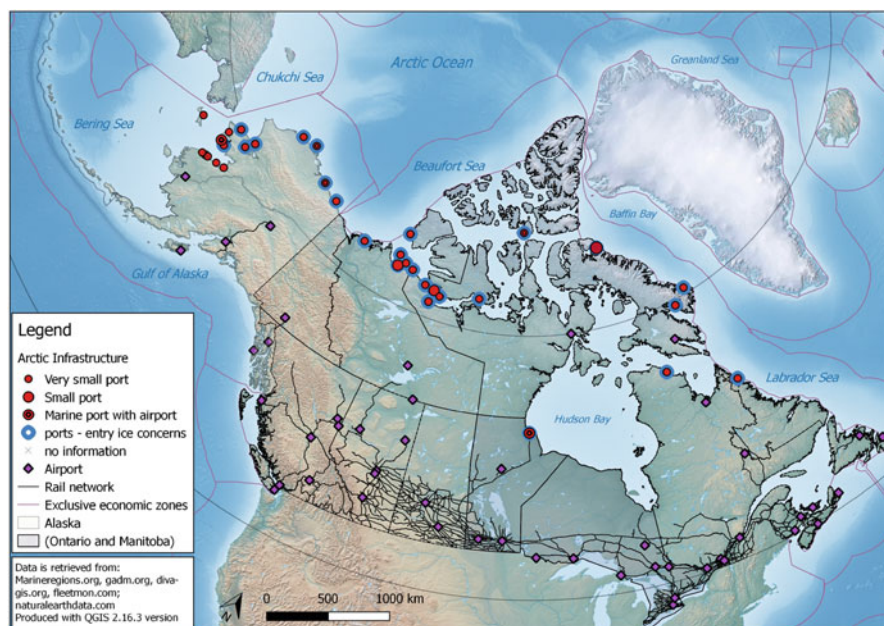 Arctic Ocean
Greenland Sea
Chukchi Sea
Bering Sea
Beaufort Sea
Baffin Bay
Gulf of Alaska
Labrador Sea
Hudson Bay
Legend
Arctic Infrastructure
Very small port
Small port
Marine port with airport
ports - entry ice concerns
no information
Airport
Rail network
Exclusive economic zones
Alaska
(Ontario and Manitoba)
Data is retrieved from:
Marineregions.org, gadm.org, diva-
gis.org, fleetmon.com;
naturalearthdata.com
Produced with QGIS 2.16.3 version
0 500 1000 km